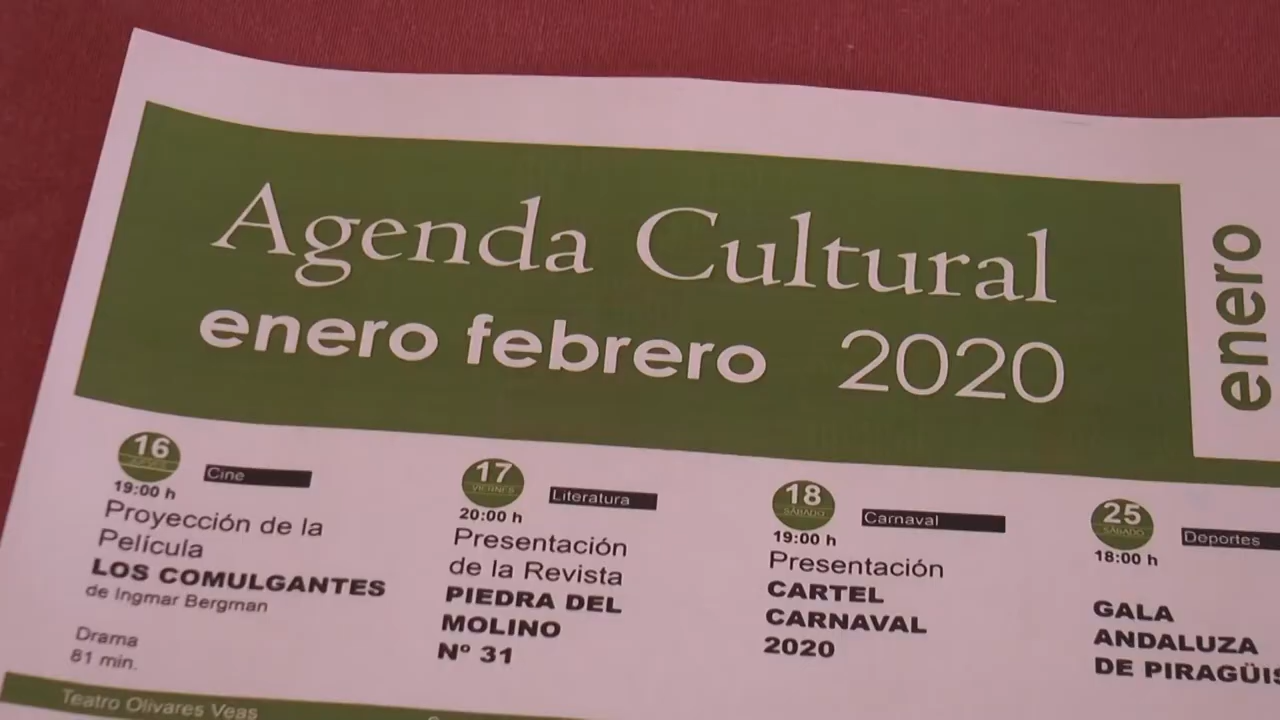 Agenda Cultural
enero febrero 2020
enero
16
JUEVES
19:00 h
Cine
Proyección de la
Película
LOS COMULGANTES
de Ingmar Bergman
Drama
81 min.
17
VIERNES
20:00 h
Literatura
Presentación
de la Revista
PIEDRA DEL
MOLINO
Nº 31
18
SÁBADO
19:00 h
Carnaval
Presentación
CARTEL
CARNAVAL
2020
25
SÁBADO
18:00 h
Deportes
GALA
ANDALUZA
DE PIRAGÜIS
Teatro Olivares Veas